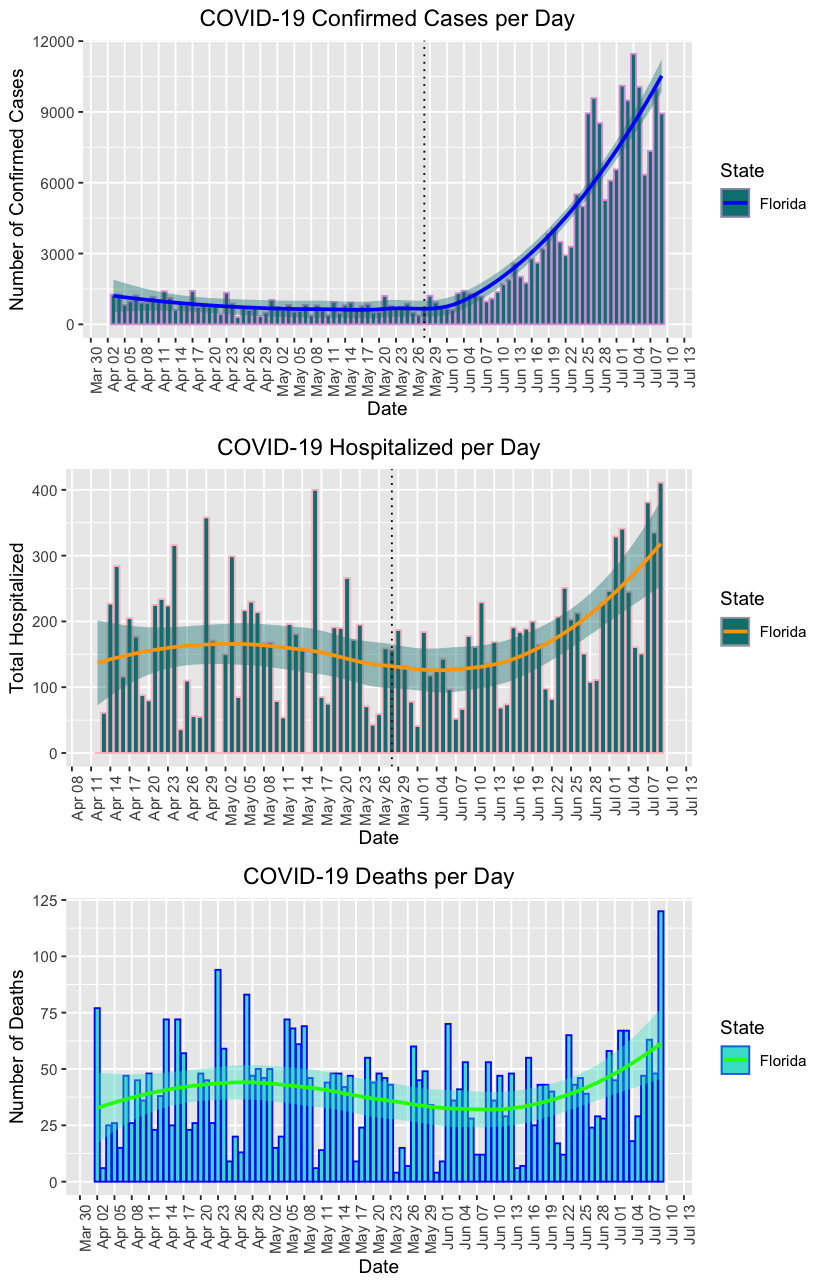 COVID-19 Confirmed Cases per Day
Number of Confirmed Cases
12000
9000
6000
3000
0
Mar 30 Apr 02 Apr 05 Apr 08 Apr 11 Apr 14 Apr 17 Apr 20 Apr 23 Apr 26 Apr 29 May 02 May 05 May 08 May 11 May 14 May 17 May 20 May 23 May 26 May 29 Jun 01 Jun 04 Jun 07 Jun 10 Jun 13 Jun 16 Jun 19 Jun 22 Jun 25 Jun 28 Jul 01 Jul 04 Jul 07 Jul 10 Jul 13
Date
State
Florida
COVID-19 Hospitalized per Day
Total Hospitalized
400
300
200
100
0
Apr 08 Apr 11 Apr 14 Apr 17 Apr 20 Apr 23 Apr 26 Apr 29 May 02 May 05 May 08 May 11 May 14 May 17 May 20 May 23 May 26 May 29 Jun 01 Jun 04 Jun 07 Jun 10 Jun 13 Jun 16 Jun 19 Jun 22 Jun 25 Jun 28 Jul 01 Jul 04 Jul 07 Jul 10 Jul 13
Date
State
Florida
COVID-19 Deaths per Day
Number of Deaths
125
100
75
50
25
0
Mar 30 Apr 02 Apr 05 Apr 08 Apr 11 Apr 14 Apr 17 Apr 20 Apr 23 Apr 26 Apr 29 May 02 May 05 May 08 May 11 May 14 May 17 May 20 May 23 May 26 May 29 Jun 01 Jun 04 Jun 07 Jun 10 Jun 13 Jun 16 Jun 19 Jun 22 Jun 25 Jun 28 Jul 01 Jul 04 Jul 07 Jul 10 Jul 13
Date
State
Florida